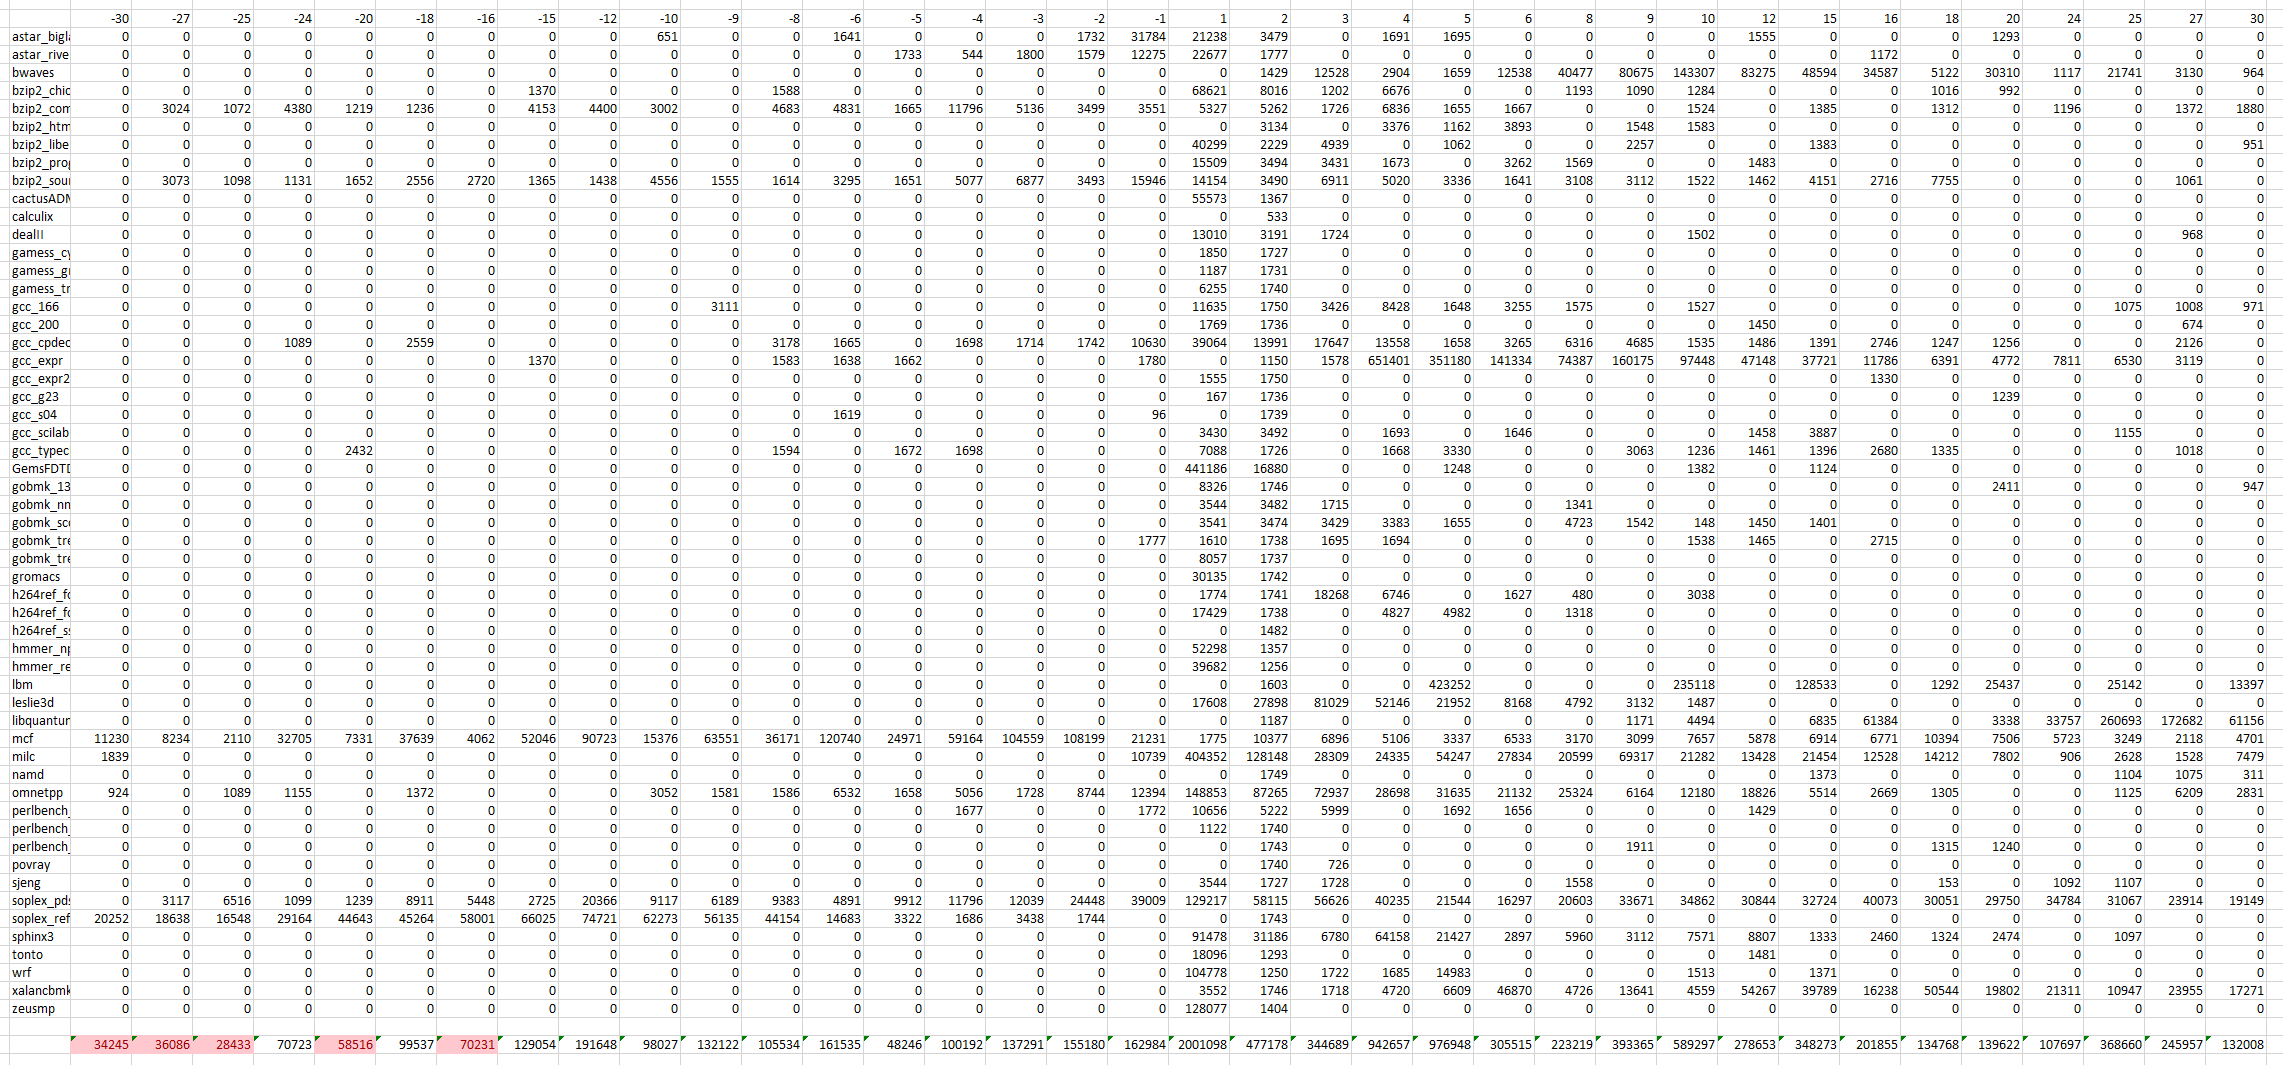 -30 -27 -25 -24 -20 -18 -16 -15 -12 -10 -9 -8 -6 -5 -4 -3 -2 -1 1 2 3 4 5 6 8 9 10 12 15 16 18 20 24 25 27 30
astar_bigla 0 0 0 0 0 0 0 0 0 651 0 0 1641 0 0 0 1732 31784 21238 3479 0 1691 1695 0 0 0 0 1555 0 0 0 1293 0 0 0 0
astar_rive 0 0 0 0 0 0 0 0 0 0 0 0 0 1733 544 1800 1579 12275 22677 1777 0 0 0 0 0 0 0 0 0 1172 0 0 0 0 0 0
bwaves 0 0 0 0 0 0 0 0 0 0 0 0 0 0 0 0 0 0 0 1429 12528 2904 1659 12538 40477 80675 143307 83275 48594 34587 5122 30310 1117 21741 3130 964
bzip2_chic 0 0 0 0 0 0 0 1370 0 0 0 1588 0 0 0 0 0 0 68621 8016 1202 6676 0 0 1193 1090 1284 0 0 0 1016 992 0 0 0 0
bzip2_com 0 3024 1072 4380 1219 1236 0 4153 4400 3002 0 4683 4831 1665 11796 5136 3499 3551 5327 5262 1726 6836 1655 1667 0 0 1524 0 1385 0 1312 0 1196 0 1372 1880
bzip2_htm 0 0 0 0 0 0 0 0 0 0 0 0 0 0 0 0 0 0 0 3134 0 3376 1162 3893 0 1548 1583 0 0 0 0 0 0 0 0 0
bzip2_libe 0 0 0 0 0 0 0 0 0 0 0 0 0 0 0 0 0 0 40299 2229 4939 0 1062 0 0 2257 0 0 1383 0 0 0 0 0 0 951
bzip2_prog 0 0 0 0 0 0 0 0 0 0 0 0 0 0 0 0 0 0 15509 3494 3431 1673 0 3262 1569 0 0 1483 0 0 0 0 0 0 0 0
bzip2_sour 0 3073 1098 1131 1652 2556 2720 1365 1438 4556 1555 1614 3295 1651 5077 6877 3493 15946 14154 3490 6911 5020 3336 1641 3108 3112 1522 1462 4151 2716 7755 0 0 0 1061 0
cactusADM 0 0 0 0 0 0 0 0 0 0 0 0 0 0 0 0 0 0 55573 1367 0 0 0 0 0 0 0 0 0 0 0 0 0 0 0 0
calculix 0 0 0 0 0 0 0 0 0 0 0 0 0 0 0 0 0 0 0 533 0 0 0 0 0 0 0 0 0 0 0 0 0 0 0 0
dealII 0 0 0 0 0 0 0 0 0 0 0 0 0 0 0 0 0 0 13010 3191 1724 0 0 0 0 0 1502 0 0 0 0 0 0 0 968 0
gamess_cy 0 0 0 0 0 0 0 0 0 0 0 0 0 0 0 0 0 0 1850 1727 0 0 0 0 0 0 0 0 0 0 0 0 0 0 0 0
gamess_gr 0 0 0 0 0 0 0 0 0 0 0 0 0 0 0 0 0 0 1187 1731 0 0 0 0 0 0 0 0 0 0 0 0 0 0 0 0
gamess_tr 0 0 0 0 0 0 0 0 0 0 0 0 0 0 0 0 0 0 6255 1740 0 0 0 0 0 0 0 0 0 0 0 0 0 0 0 0
gcc_166 0 0 0 0 0 0 0 0 0 0 3111 0 0 0 0 0 0 0 11635 1750 3426 8428 1648 3255 1575 0 1527 0 0 0 0 0 0 1075 1008 971
gcc_200 0 0 0 0 0 0 0 0 0 0 0 0 0 0 0 0 0 0 1769 1736 0 0 0 0 0 0 0 1450 0 0 0 0 0 0 674 0
gcc_cpdec 0 0 0 1089 0 2559 0 0 0 0 0 3178 1665 0 1698 1714 1742 10630 39064 13991 17647 13558 1658 3265 6316 4685 1535 1486 1391 2746 1247 1256 0 0 2126 0
gcc_expr 0 0 0 0 0 0 0 1370 0 0 0 1583 1638 1662 0 0 0 1780 0 1150 1578 651401 351180 141334 74387 160175 97448 47148 37721 11786 6391 4772 7811 6530 3119 0
gcc_expr2 0 0 0 0 0 0 0 0 0 0 0 0 0 0 0 0 0 0 1555 1750 0 0 0 0 0 0 0 0 0 1330 0 0 0 0 0 0
gcc_g23 0 0 0 0 0 0 0 0 0 0 0 0 0 0 0 0 0 0 167 1736 0 0 0 0 0 0 0 0 0 0 0 1239 0 0 0 0
gcc_s04 0 0 0 0 0 0 0 0 0 0 0 0 1619 0 0 0 0 96 0 1739 0 0 0 0 0 0 0 0 0 0 0 0 0 0 0 0
gcc_scilab 0 0 0 0 0 0 0 0 0 0 0 0 0 0 0 0 0 0 3430 3492 0 1693 0 1646 0 0 0 1458 3887 0 0 0 0 1155 0 0
gcc_typec 0 0 0 0 2432 0 0 0 0 0 0 1594 0 1672 1698 0 0 0 7088 1726 0 1668 3330 0 0 3063 1236 1461 1396 2680 1335 0 0 0 1018 0
GemsFDTD 0 0 0 0 0 0 0 0 0 0 0 0 0 0 0 0 0 0 441186 16880 0 0 1248 0 0 0 1382 0 1124 0 0 0 0 0 0 0
gobmk_13 0 0 0 0 0 0 0 0 0 0 0 0 0 0 0 0 0 0 8326 1746 0 0 0 0 0 0 0 0 0 0 0 2411 0 0 0 947
gobmk_nn 0 0 0 0 0 0 0 0 0 0 0 0 0 0 0 0 0 0 3544 3482 1715 0 0 0 1341 0 0 0 0 0 0 0 0 0 0 0
gobmk_sco 0 0 0 0 0 0 0 0 0 0 0 0 0 0 0 0 0 0 3541 3474 3429 3383 1655 0 4723 1542 148 1450 1401 0 0 0 0 0 0 0
gobmk_tre 0 0 0 0 0 0 0 0 0 0 0 0 0 0 0 0 0 1777 1610 1738 1695 1694 0 0 0 0 1538 1465 0 2715 0 0 0 0 0 0
gobmk_tre 0 0 0 0 0 0 0 0 0 0 0 0 0 0 0 0 0 0 8057 1737 0 0 0 0 0 0 0 0 0 0 0 0 0 0 0 0
gromacs 0 0 0 0 0 0 0 0 0 0 0 0 0 0 0 0 0 0 30135 1742 0 0 0 0 0 0 0 0 0 0 0 0 0 0 0 0
h264ref_fo 0 0 0 0 0 0 0 0 0 0 0 0 0 0 0 0 0 0 1774 1741 18268 6746 0 1627 480 0 3038 0 0 0 0 0 0 0 0 0
h264ref_fo 0 0 0 0 0 0 0 0 0 0 0 0 0 0 0 0 0 0 17429 1738 0 4827 4982 0 1318 0 0 0 0 0 0 0 0 0 0 0
h264ref_ss 0 0 0 0 0 0 0 0 0 0 0 0 0 0 0 0 0 0 0 1482 0 0 0 0 0 0 0 0 0 0 0 0 0 0 0 0
hmmer_np 0 0 0 0 0 0 0 0 0 0 0 0 0 0 0 0 0 0 52298 1357 0 0 0 0 0 0 0 0 0 0 0 0 0 0 0 0
hmmer_re 0 0 0 0 0 0 0 0 0 0 0 0 0 0 0 0 0 0 39682 1256 0 0 0 0 0 0 0 0 0 0 0 0 0 0 0 0
lbm 0 0 0 0 0 0 0 0 0 0 0 0 0 0 0 0 0 0 0 1603 0 0 423252 0 0 0 235118 0 128533 0 1292 25437 0 25142 0 13397
leslie3d 0 0 0 0 0 0 0 0 0 0 0 0 0 0 0 0 0 0 17608 27898 81029 52146 21952 8168 4792 3132 1487 0 0 0 0 0 0 0 0 0
libquantur 0 0 0 0 0 0 0 0 0 0 0 0 0 0 0 0 0 0 0 1187 0 0 0 0 0 1171 4494 0 6835 61384 0 3338 33757 260693 172682 61156
mcf 11230 8234 2110 32705 7331 37639 4062 52046 90723 15376 63551 36171 120740 24971 59164 104559 108199 21231 1775 10377 6896 5106 3337 6533 3170 3099 7657 5878 6914 6771 10394 7506 5723 3249 2118 4701
milc 1839 0 0 0 0 0 0 0 0 0 0 0 0 0 0 0 0 10739 404352 128148 28309 24335 54247 27834 20599 69317 21282 13428 21454 12528 14212 7802 906 2628 1528 7479
namd 0 0 0 0 0 0 0 0 0 0 0 0 0 0 0 0 0 0 0 1749 0 0 0 0 0 0 0 0 1373 0 0 0 0 1104 1075 311
omnetpp 924 0 1089 1155 0 1372 0 0 0 3052 1581 1586 6532 1658 5056 1728 8744 12394 148853 87265 72937 28698 31635 21132 25324 6164 12180 18826 5514 2669 1305 0 0 1125 6209 2831
perlbench_ 0 0 0 0 0 0 0 0 0 0 0 0 0 0 1677 0 0 1772 10656 5222 5999 0 1692 1656 0 0 0 1429 0 0 0 0 0 0 0 0
perlbench_ 0 0 0 0 0 0 0 0 0 0 0 0 0 0 0 0 0 0 1122 1740 0 0 0 0 0 0 0 0 0 0 0 0 0 0 0 0
perlbench_ 0 0 0 0 0 0 0 0 0 0 0 0 0 0 0 0 0 0 0 1743 0 0 0 0 0 1911 0 0 0 0 1315 1240 0 0 0 0
povray 0 0 0 0 0 0 0 0 0 0 0 0 0 0 0 0 0 0 0 1740 726 0 0 0 0 0 0 0 0 0 0 0 0 0 0 0
sjeng 0 0 0 0 0 0 0 0 0 0 0 0 0 0 0 0 0 0 3544 1727 1728 0 0 0 1558 0 0 0 0 0 153 0 1092 1107 0 0
soplex_pds 0 3117 6516 1099 1239 8911 5448 2725 20366 9117 6189 9383 4891 9912 11796 12039 24448 39009 129217 58115 56626 40235 21544 16297 20603 33671 34862 30844 32724 40073 30051 29750 34784 31067 23914 19149
soplex_ref 20252 18638 16548 29164 44643 45264 58001 66025 74721 62273 56135 44154 14683 3322 1686 3438 1744 0 0 1743 0 0 0 0 0 0 0 0 0 0 0 0 0 0 0 0
sphinx3 0 0 0 0 0 0 0 0 0 0 0 0 0 0 0 0 0 0 91478 31186 6780 64158 21427 2897 5960 3112 7571 8807 1333 2460 1324 2474 0 1097 0 0
tonto 0 0 0 0 0 0 0 0 0 0 0 0 0 0 0 0 0 0 18096 1293 0 0 0 0 0 0 0 1481 0 0 0 0 0 0 0 0
wrf 0 0 0 0 0 0 0 0 0 0 0 0 0 0 0 0 0 0 104778 1250 1722 1685 14983 0 0 0 1513 0 1371 0 0 0 0 0 0 0
xalancbmk 0 0 0 0 0 0 0 0 0 0 0 0 0 0 0 0 0 0 3552 1746 1718 4720 6609 46870 4726 13641 4559 54267 39789 16238 50544 19802 21311 10947 23955 17271
zeusmp 0 0 0 0 0 0 0 0 0 0 0 0 0 0 0 0 0 0 128077 1404 0 0 0 0 0 0 0 0 0 0 0 0 0 0 0 0
34245 36086 28433 70723 58516 99537 70231 129054 191648 98027 132122 105534 161535 48246 100192 137291 155180 162984 2001098 477178 344689 942657 976948 305515 223219 393365 589297 278653 348273 201855 134768 139622 107697 368660 245957 132008